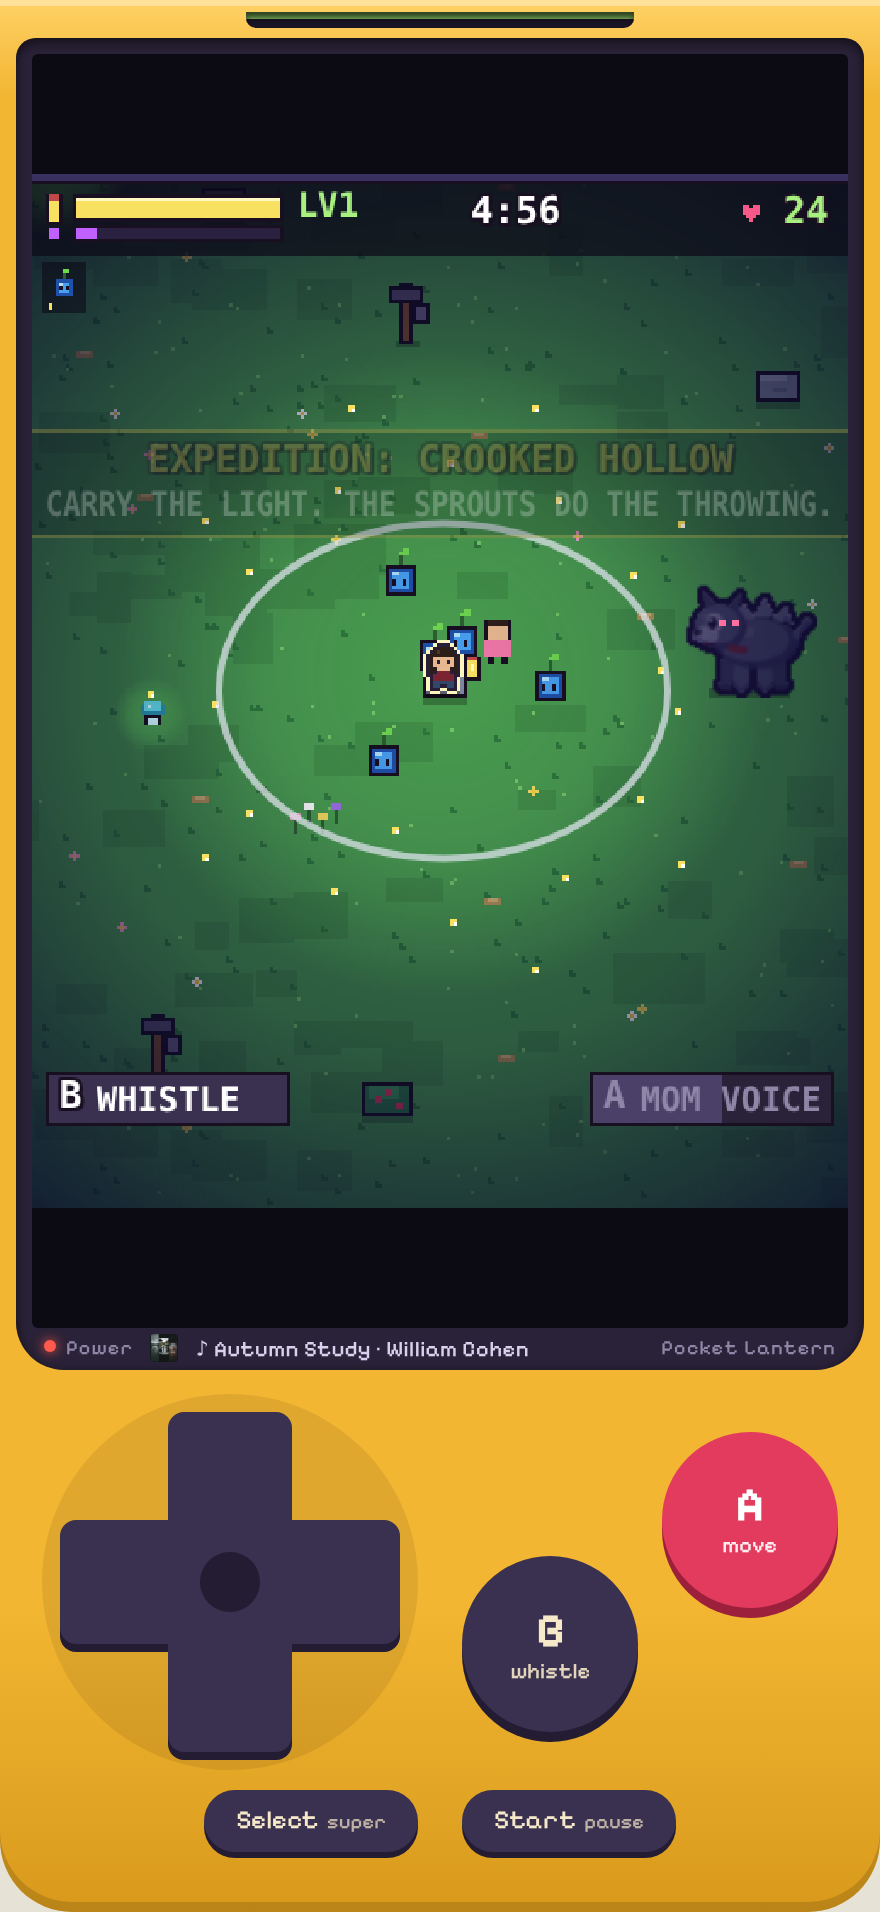 LV1
4:56
24
EXPEDITION: CROOKED HOLLOW
CARRY THE LIGHT. THE SPROUTS DO THE THROWING.
B WHISTLE
A MOM VOICE
Power
♪ Autumn Study · William Cohen
Pocket Lantern
A
move
B
whistle
Select super
Start pause